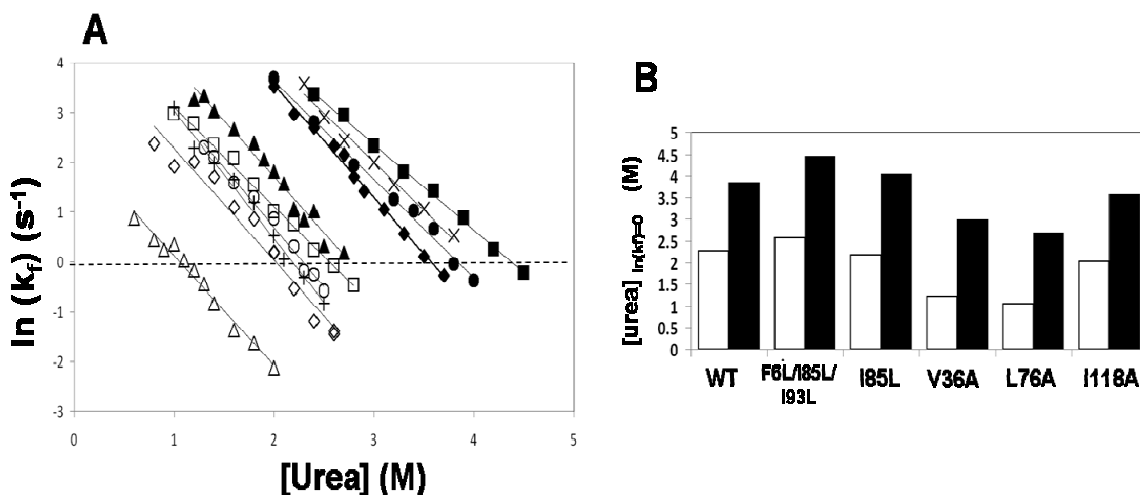 A
ln (kf) (s-1)
4
3
2
1
0
-1
-2
-3
0 1 2 3 4 5
[Urea] (M)
B
[urea] ln(kf)=0 (M)
5
4.5
4
3.5
3
2.5
2
1.5
1
0.5
0
WT F6L/I85L/ I85L V36A L76A I118A
I93L